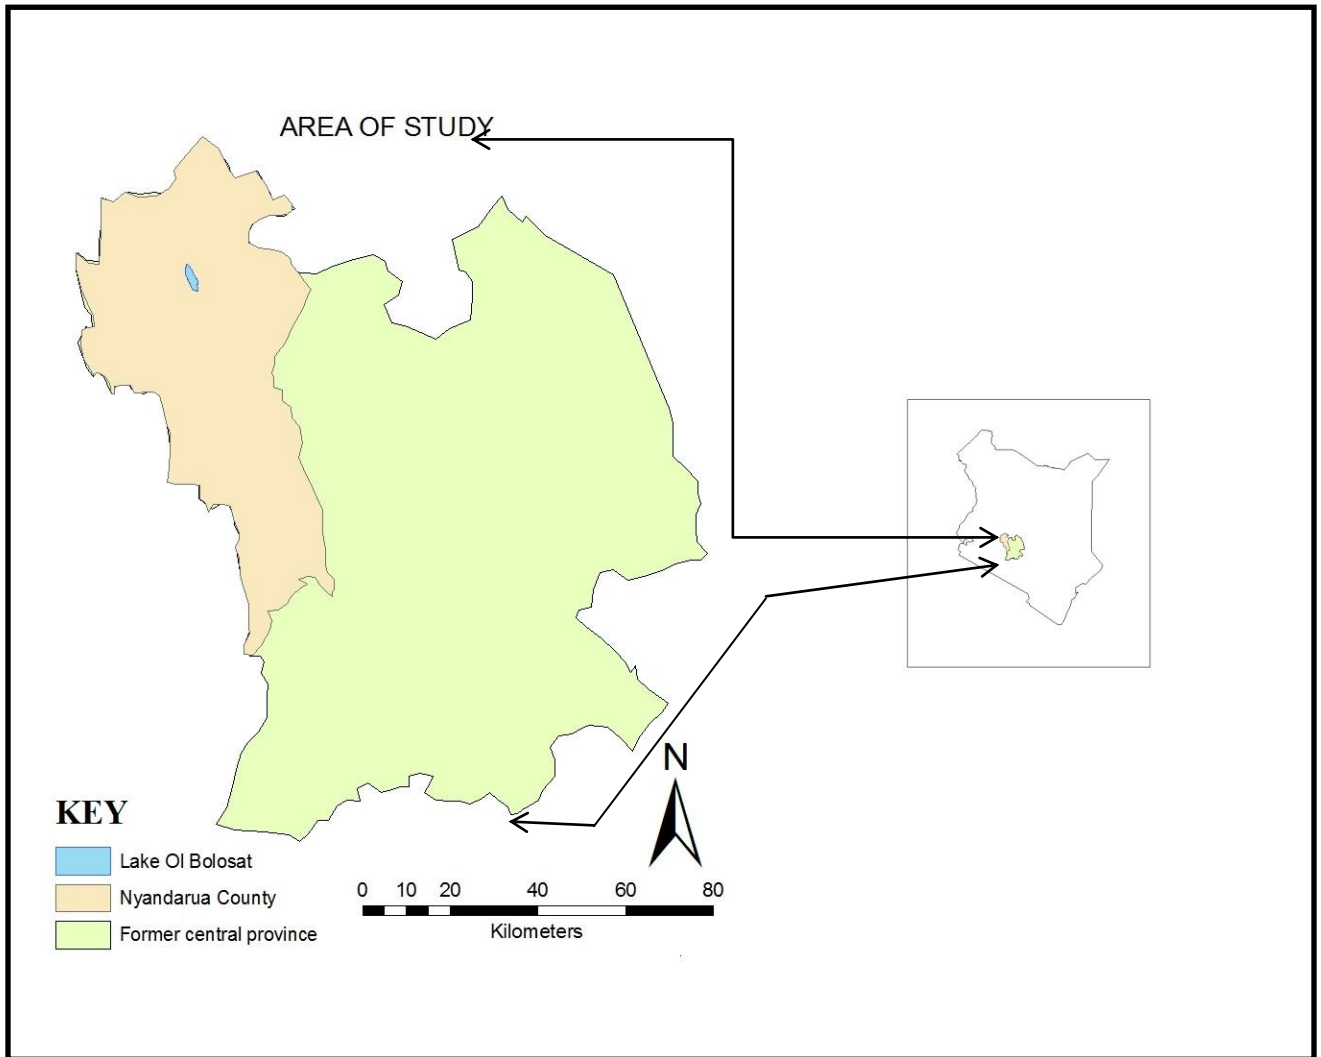 AREA OF STUDY
N
KEY
Lake Ol Bolosat
Nyandarua County
Former central province
0 10 20 40 60 80
Kilometers